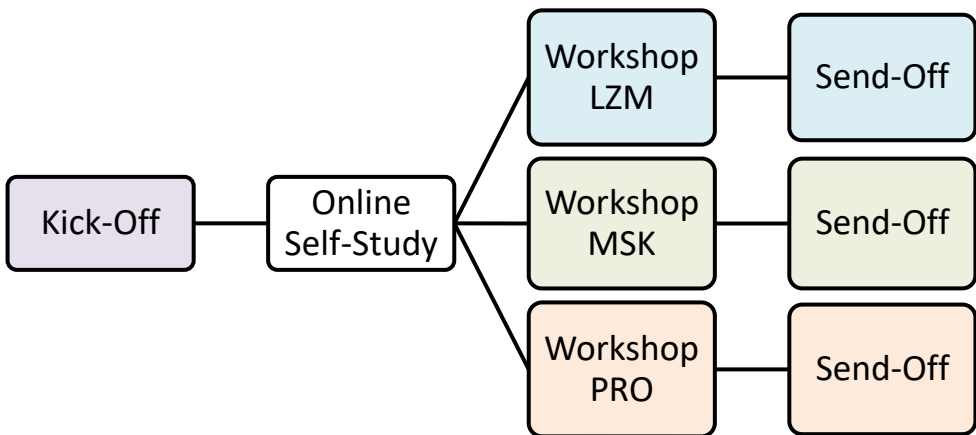 Kick-Off
Online
Self-Study
Workshop
LZM
Send-Off
Workshop
MSK
Send-Off
Workshop
PRO
Send-Off